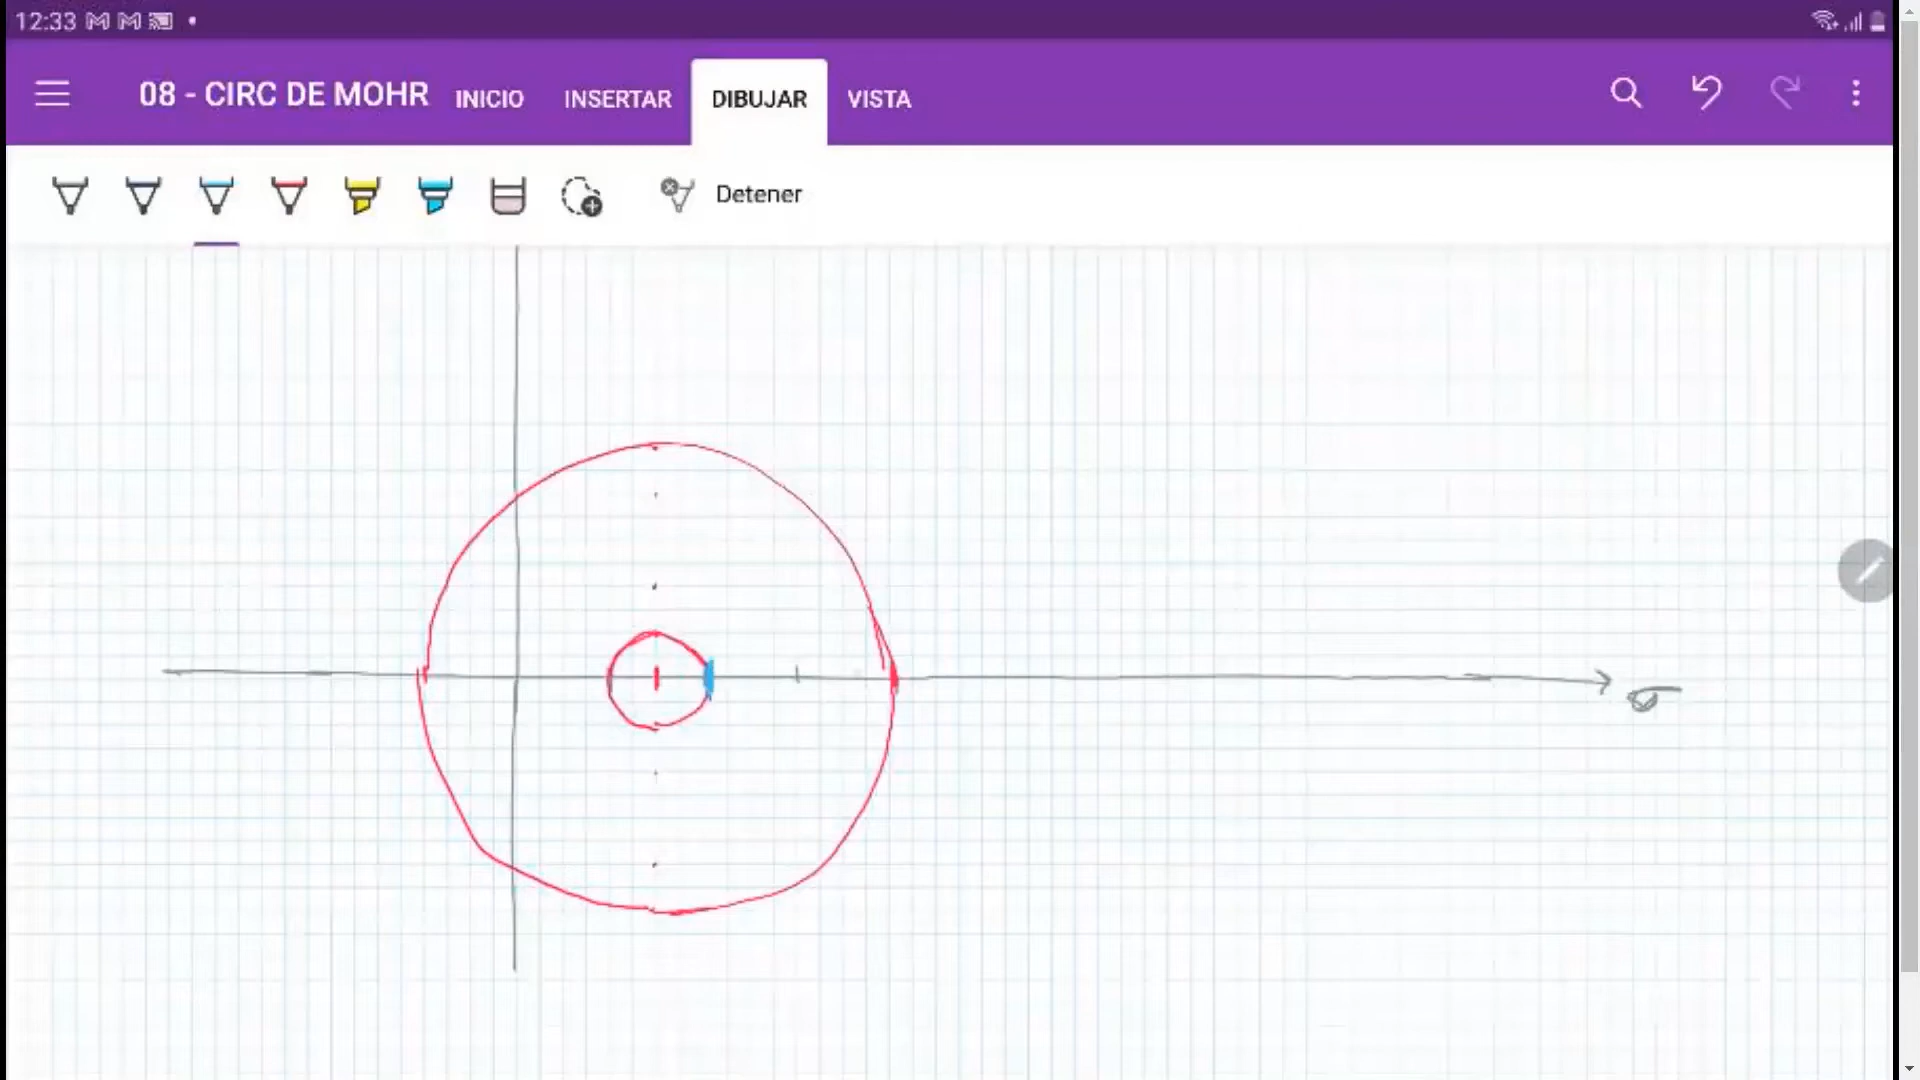 12:33
08 - CIRC DE MOHR INICIO INSERTAR DIBUJAR VISTA
Detener
σ